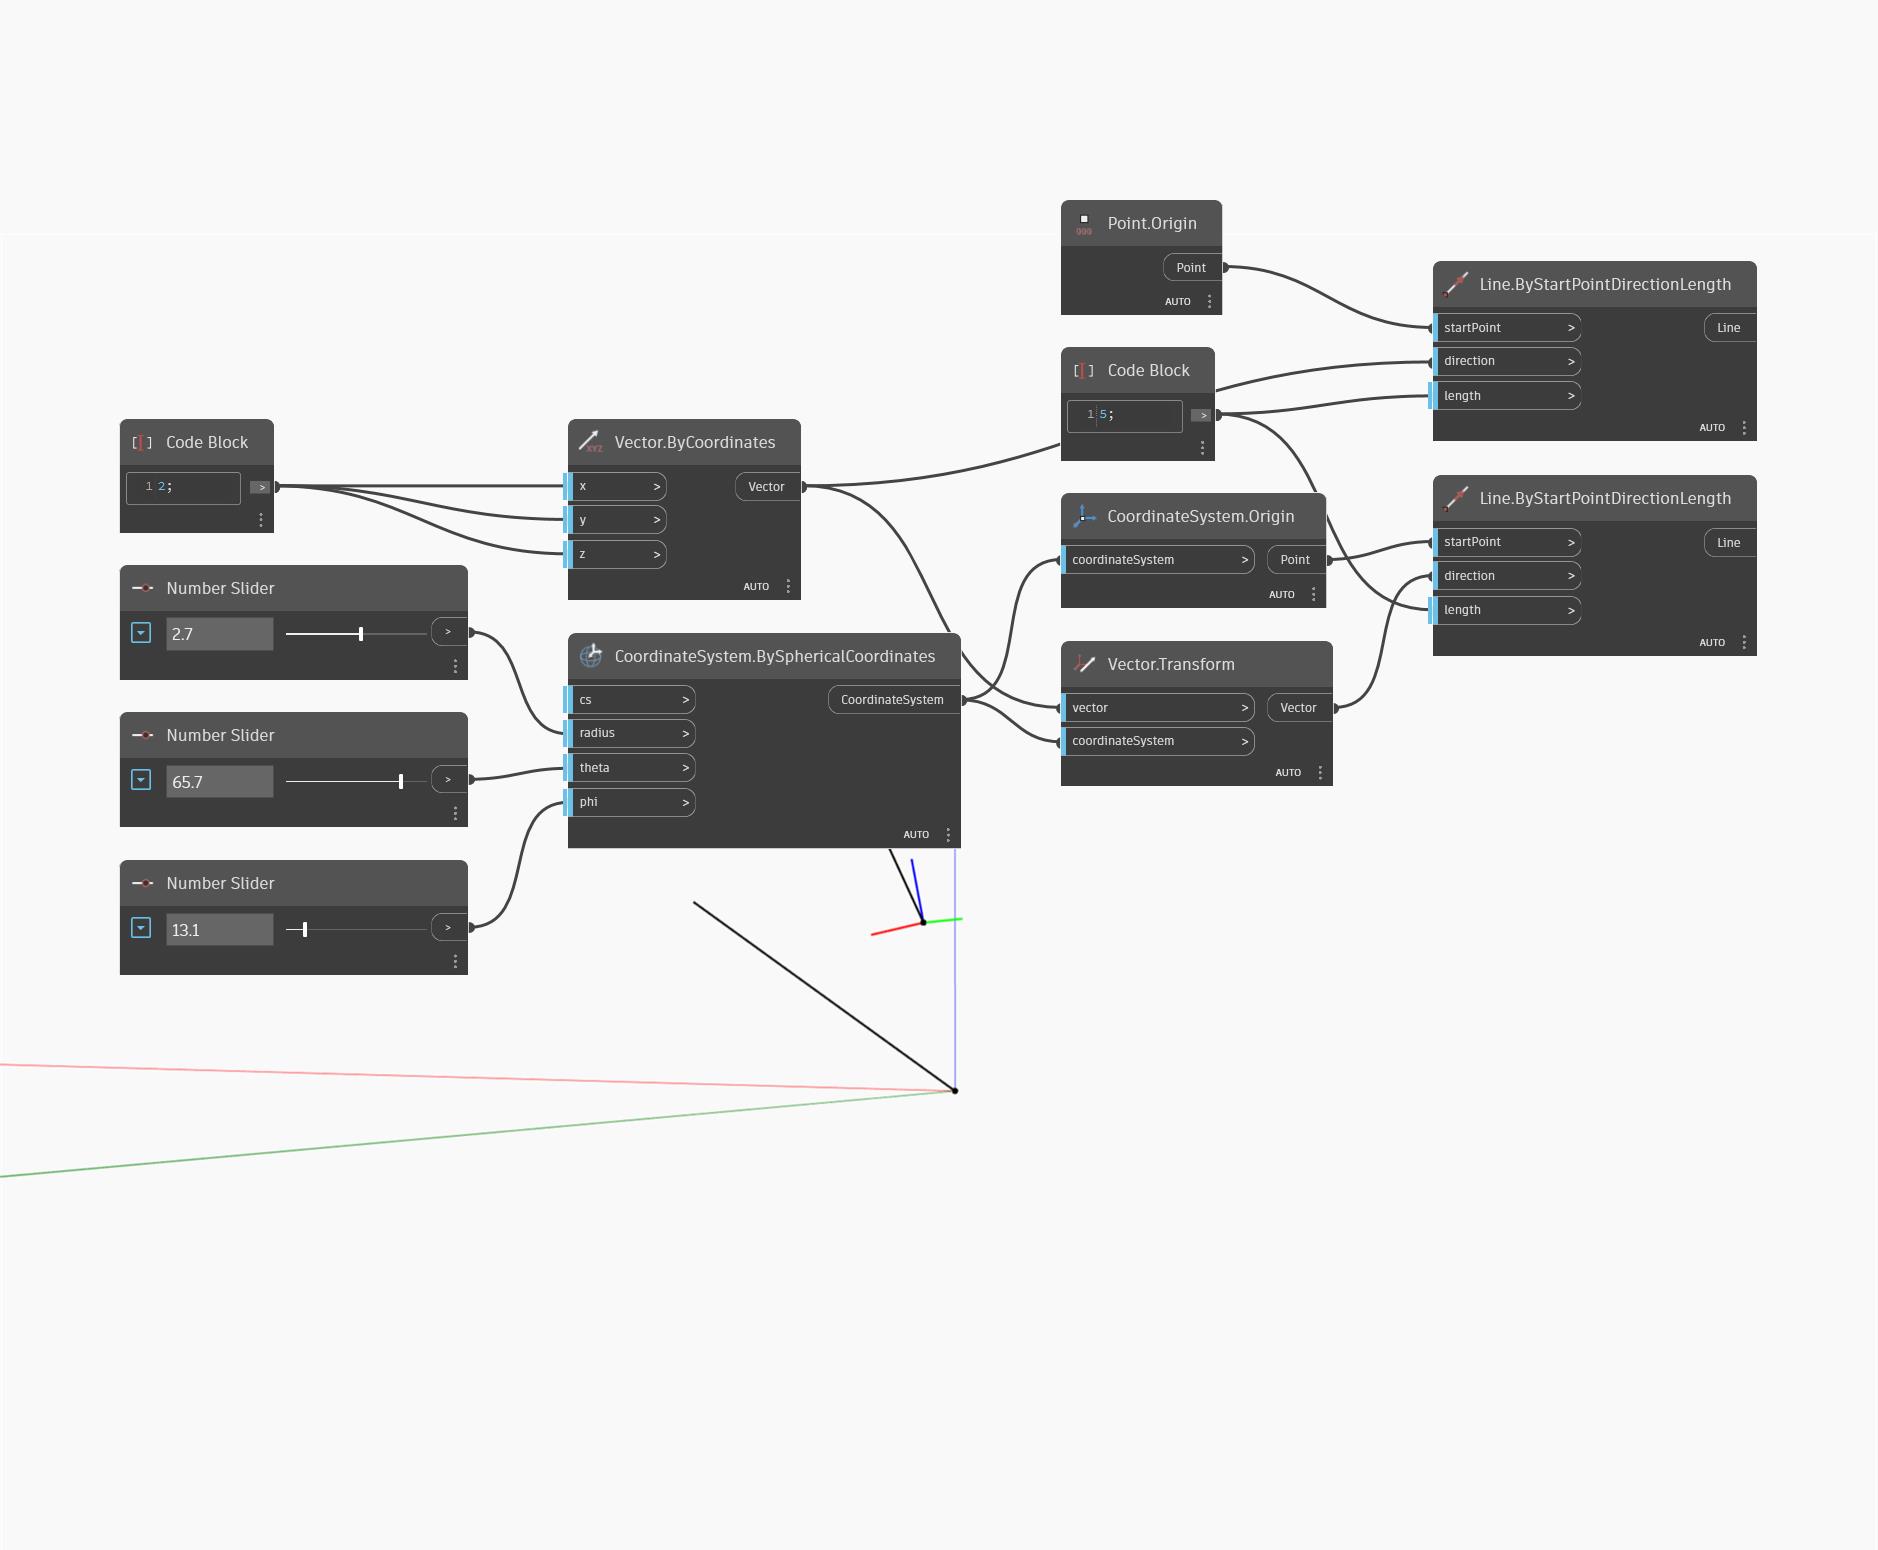 Point.Origin
Point
AUTO
Code Block
1 5;
>
Line.ByStartPointDirectionLength
startPoint >
Line
direction >
length >
AUTO
Code Block
1 2;
>
Vector.ByCoordinates
XYZ
x >
Vector
y >
z >
AUTO
CoordinateSystem.Origin
coordinateSystem >
Point
AUTO
Line.ByStartPointDirectionLength
startPoint >
Line
direction >
length >
AUTO
Number Slider
2.7
>
CoordinateSystem.BySphericalCoordinates
cs >
CoordinateSystem
radius >
theta >
phi >
AUTO
Vector.Transform
vector >
Vector
coordinateSystem >
AUTO
Number Slider
65.7
>
Number Slider
13.1
>